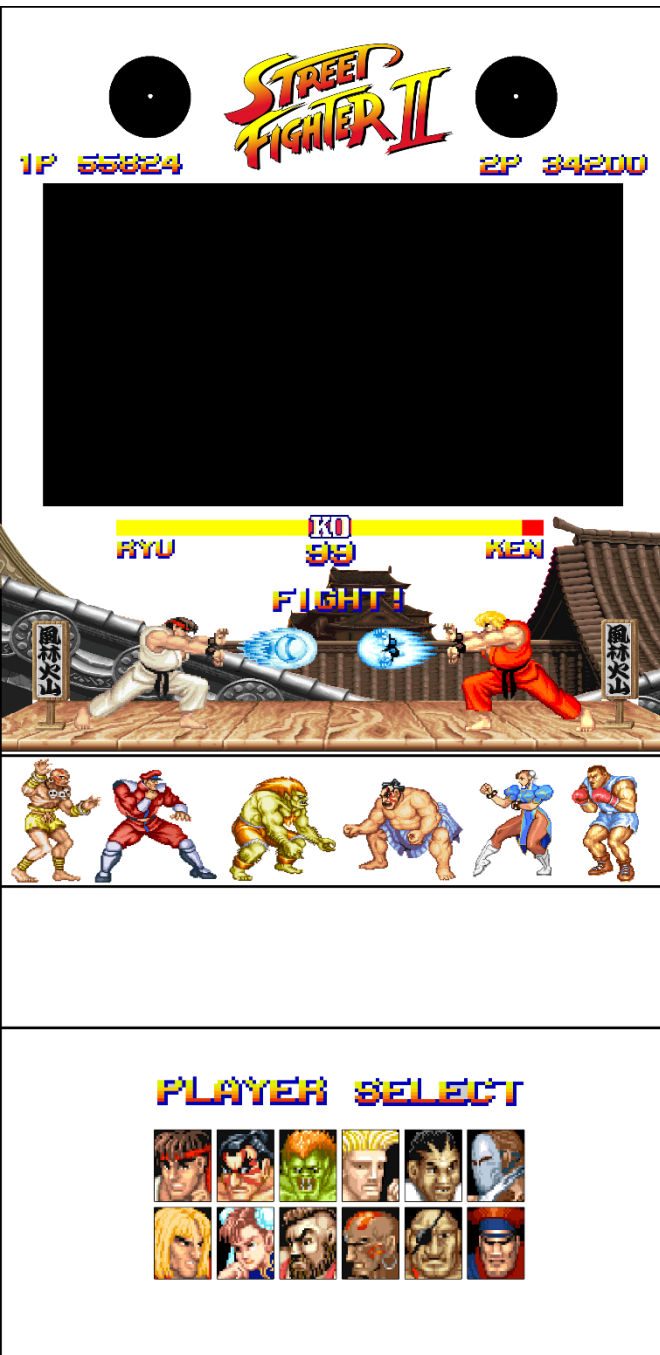 STREET
FIGHTER II
1P 55824
2P 34200
KO
RYU
99
KEN
FIGHT!
風林火山
風林火山
PLAYER SELECT